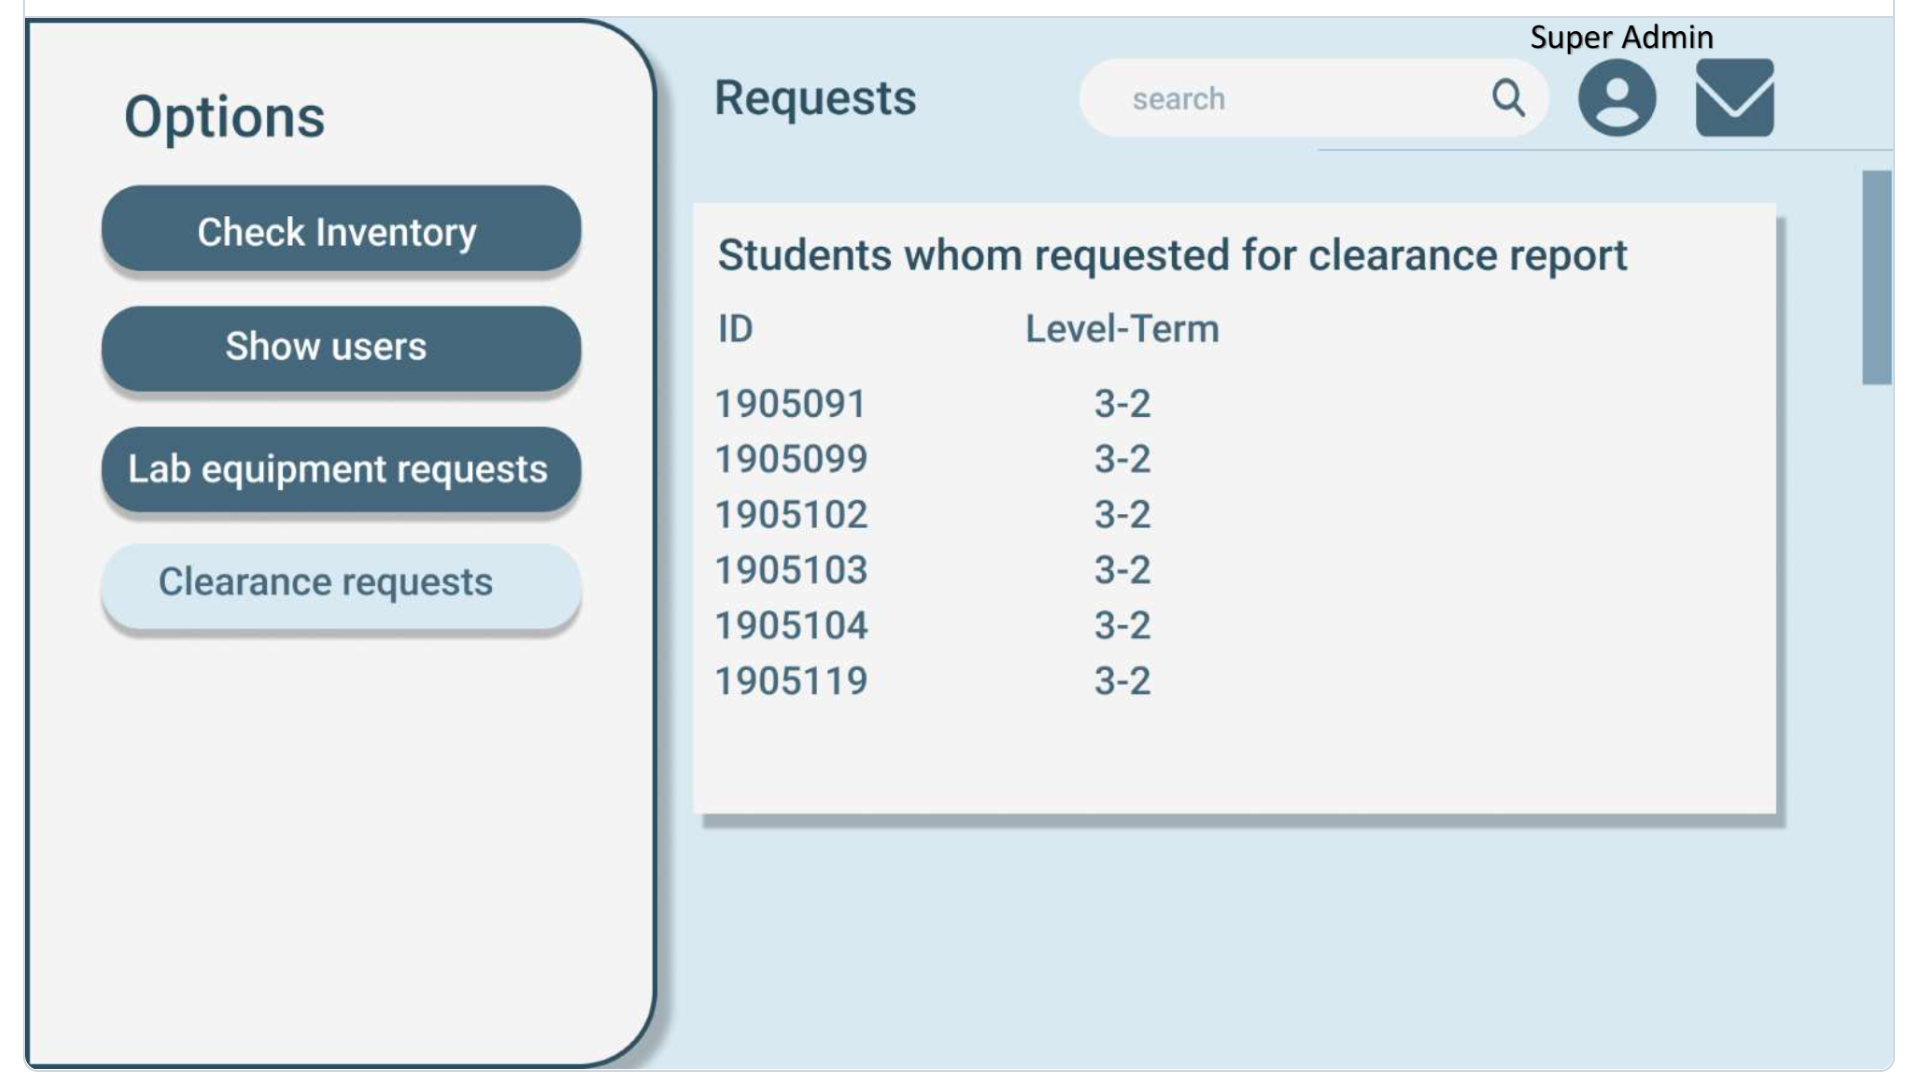 Super Admin
Options
Check Inventory
Show users
Lab equipment requests
Clearance requests
Requests
search
Students whom requested for clearance report
ID Level-Term
1905091 3-2
1905099 3-2
1905102 3-2
1905103 3-2
1905104 3-2
1905119 3-2